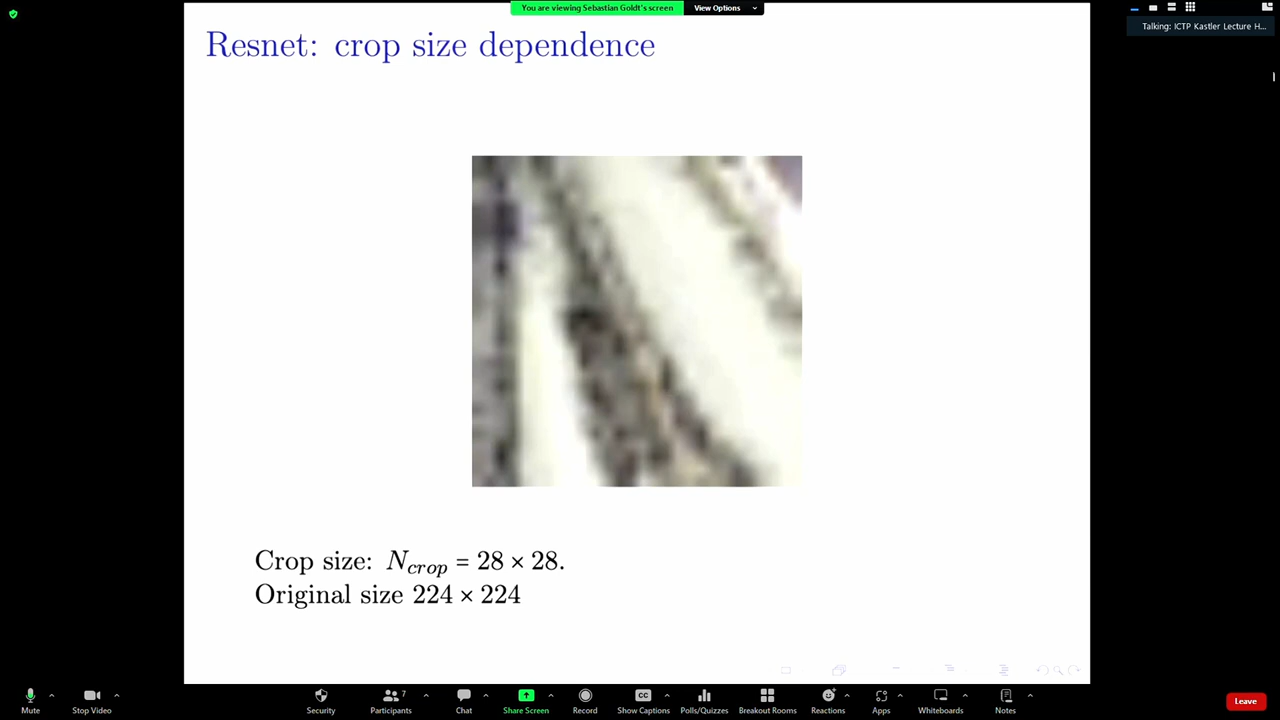 You are viewing Sebastian Goldt's screen
View Options
Talking: ICTP Kastler Lecture H...
Resnet: crop size dependence
Crop size: N_crop = 28 × 28.
Original size 224 × 224
Mute
Stop Video
Security
Participants
7
Chat
Share Screen
Record
CC
Show Captions
Polls/Quizzes
Breakout Rooms
Reactions
Apps
Whiteboards
Notes
Leave